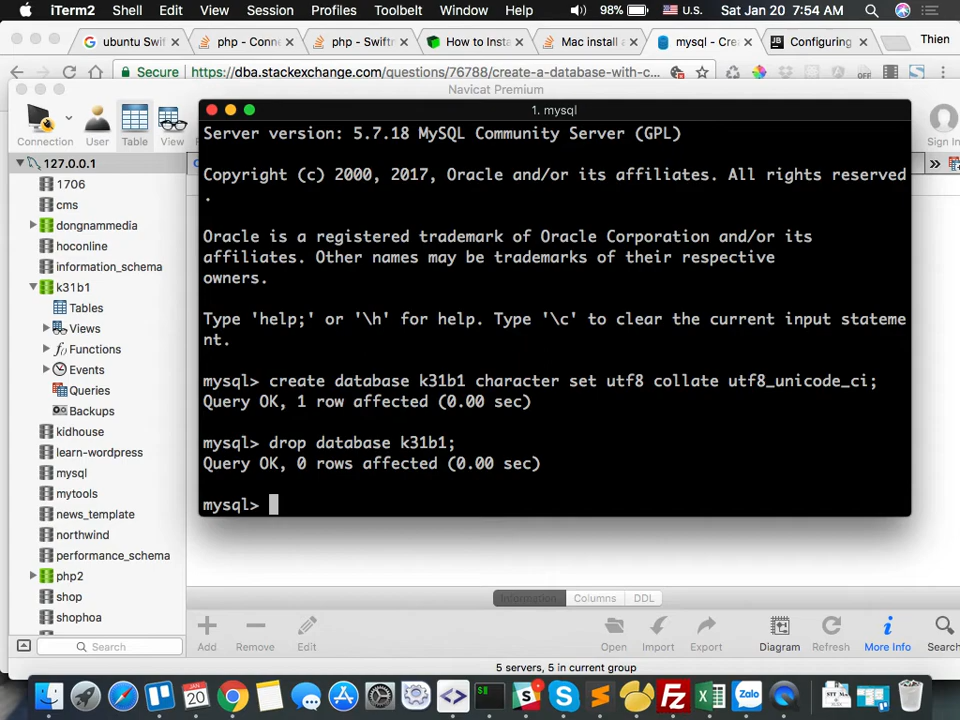 iTerm2 Shell Edit View Session Profiles Toolbelt Window Help 98% U.S. Sat Jan 20 7:54 AM
ubuntu Swif php - Conne php - Swiftm How to Insta Mac install a mysql - Crea Configuring Thien
Secure https://dba.stackexchange.com/questions/76788/create-a-database-with-c...
Navicat Premium
Connection User Table View Sign In
1. mysql
Server version: 5.7.18 MySQL Community Server (GPL)
Copyright (c) 2000, 2017, Oracle and/or its affiliates. All rights reserved
.
Oracle is a registered trademark of Oracle Corporation and/or its
affiliates. Other names may be trademarks of their respective
owners.
Type 'help;' or '\h' for help. Type '\c' to clear the current input stateme
nt.
mysql> create database k31b1 character set utf8 collate utf8_unicode_ci;
Query OK, 1 row affected (0.00 sec)
mysql> drop database k31b1;
Query OK, 0 rows affected (0.00 sec)
mysql>
127.0.0.1
1706
cms
dongnammedia
hoconline
information_schema
k31b1
Tables
Views
Functions
Events
Queries
Backups
kidhouse
learn-wordpress
mysql
mytools
news_template
northwind
performance_schema
php2
shop
shophoa
Search
Information Columns DDL
Add Remove Edit Open Import Export Diagram Refresh More Info Search
5 servers, 5 in current group
JAN
20